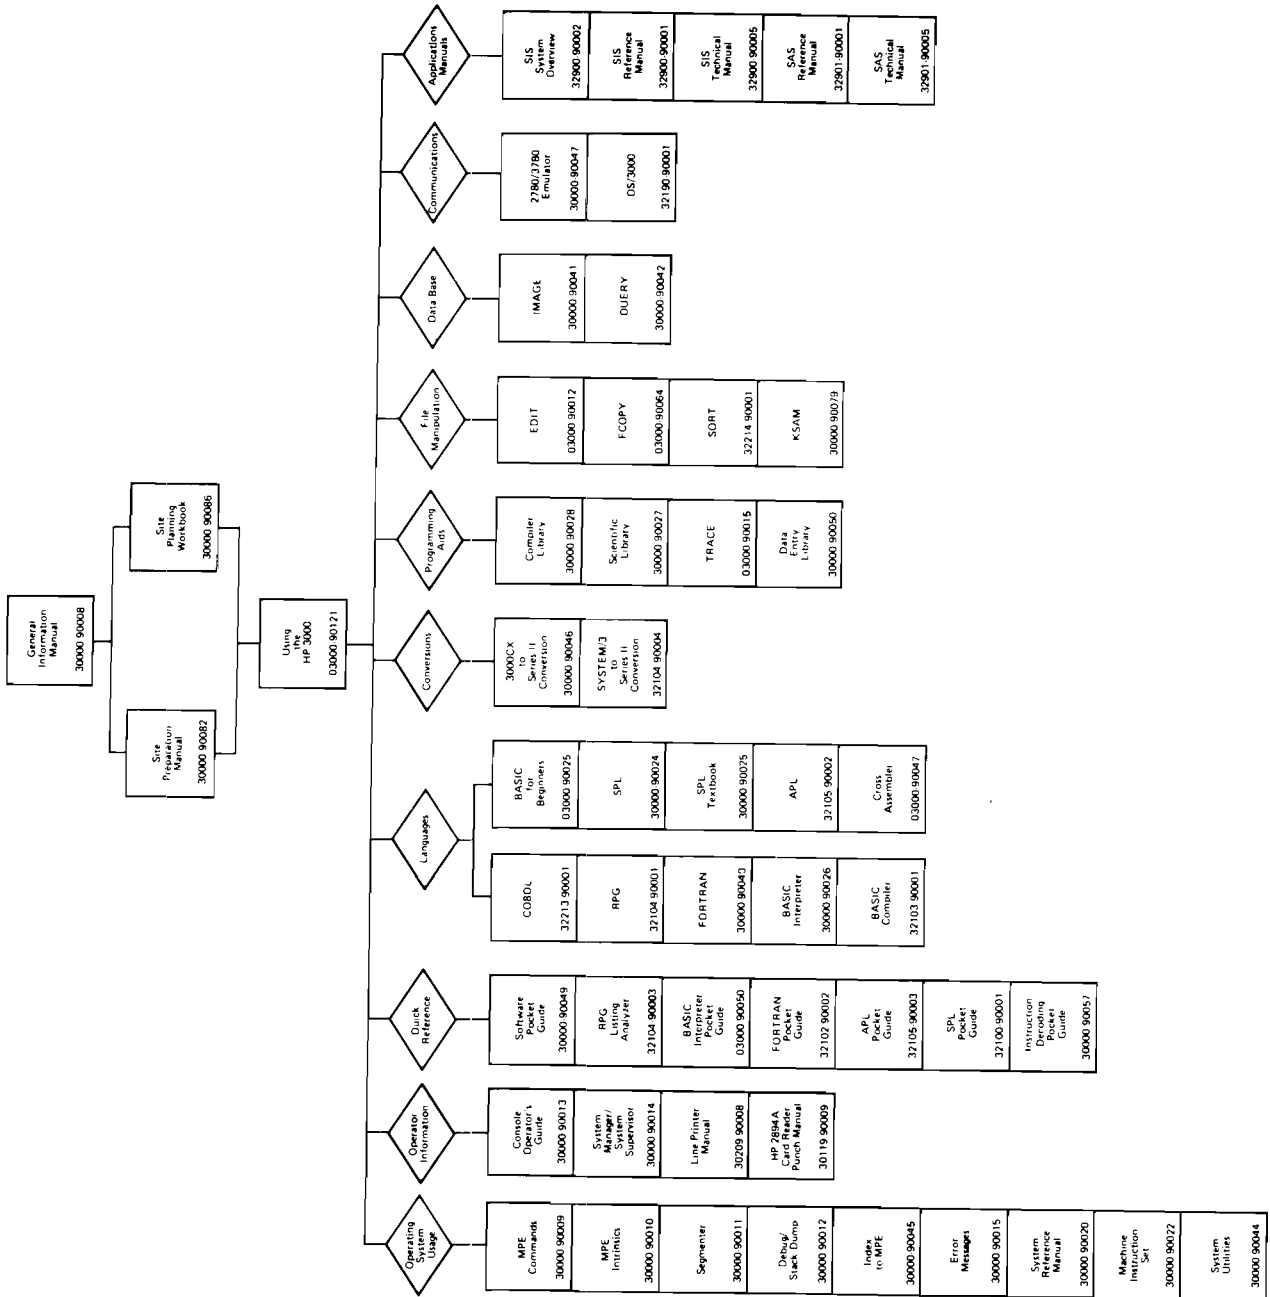 General
Information
Manual
30000 90008
Site
Preparation
Manual
30000 90082
Site
Planning
Workbook
30000 90086
Using
the
HP 3000
03000-90121
Operating
System
Usage
MPE
Commands
30000 90009
MPE
Intrinsics
30000 90010
Segmenter
30000-90011
Debug/
Stack Dump
30000 90012
Index
to MPE
30000-90045
Error
Messages
30000 90015
System
Reference
Manual
30000 90020
Machine
Instruction
Set
30000 90022
System
Utilities
30000 90044
Operator
Information
Console
Operator's
Guide
30000 90013
System
Manager/
System
Supervisor
30000 90014
Line Printer
Manual
30209 90008
HP 2894A
Card Reader
Punch Manual
30119 90009
Quick
Reference
Software
Pocket
Guide
30000-90049
RPG
Listing
Analyzer
32104-90003
BASIC
Interpreter
Pocket
Guide
03000 90050
FORTRAN
Pocket
Guide
32102 90002
APL
Pocket
Guide
32105-90003
SPL
Pocket
Guide
32100-90001
Instruction
Decoding
Pocket
Guide
30000 90057
Languages
COBOL
32213 90001
RPG
32104 90001
FORTRAN
30000 90040
BASIC
Interpreter
30000-90026
BASIC
Compiler
32103 90001
BASIC
for
Beginners
03000 90025
SPL
30000-90024
SPL
Textbook
30000-90025
APL
32105-90002
Cross
Assembler
03000-90047
Conversions
3000CX
to
Series II
Conversion
30000 90046
SYSTEM/3
to
Series II
Conversion
32104 90004
Programming
Aids
Compiler
Library
30000 90028
Scientific
Library
30000-90027
TRACE
03000 90015
Data
Entry
Library
30000 90050
File
Manipulation
EDIT
03000 90012
FCOPY
03000-90064
SORT
32214 90001
KSAM
30000 90079
Data Base
IMAGE
30000 90041
QUERY
30000-90042
Communications
2780/3780
Emulator
30000-90047
DS/3000
32190-90001
Applications
Manuals
SIS
System
Overview
32900-90002
SIS
Reference
Manual
32900-90001
SIS
Technical
Manual
32900-90005
SAS
Reference
Manual
32901-90001
SAS
Technical
Manual
32901-90005